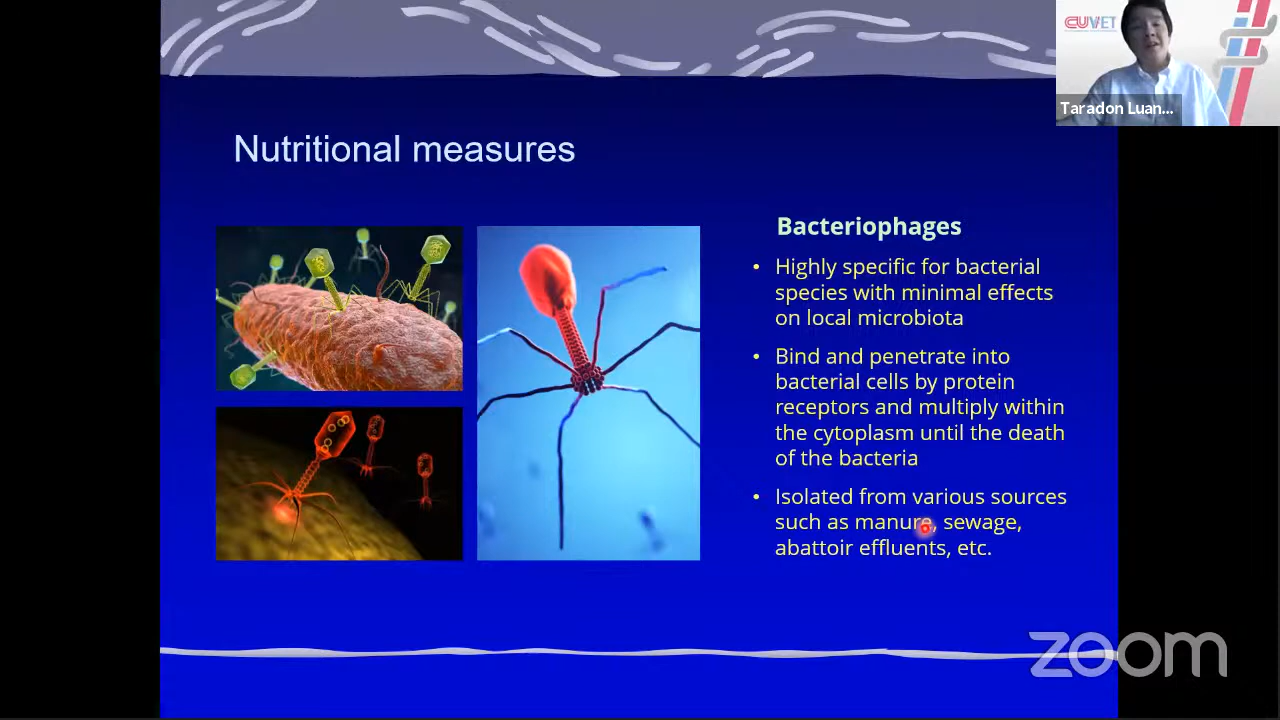 CUVET
Taradon Luan...
Nutritional measures
Bacteriophages
• Highly specific for bacterial
species with minimal effects
on local microbiota
• Bind and penetrate into
bacterial cells by protein
receptors and multiply within
the cytoplasm until the death
of the bacteria
• Isolated from various sources
such as manure, sewage,
abattoir effluents, etc.
zoom